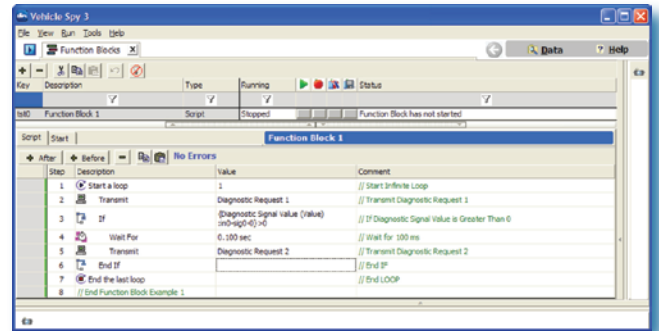 Vehicle Spy 3
File View Run Tools Help
Function Blocks X
Data ? Help
Key Description Type Running Status
Function Block 1 Script Stopped Function Block has not started
Script Start Function Block 1
After Before No Errors
Step Description Value Comment
1 Start a loop 1 // Start Infinite Loop
2 Transmit Diagnostic Request 1 // Transmit Diagnostic Request 1
3 If {Diagnostic Signal Value (Value) :in0-sig0-0} >0 // If Diagnostic Signal Value is Greater Than 0
4 Wait For 0.100 sec // Wait for 100 ms
5 Transmit Diagnostic Request 2 // Transmit Diagnostic Request 2
6 End If // End IF
7 End the last loop // End LOOP
8 // End Function Block Example 1